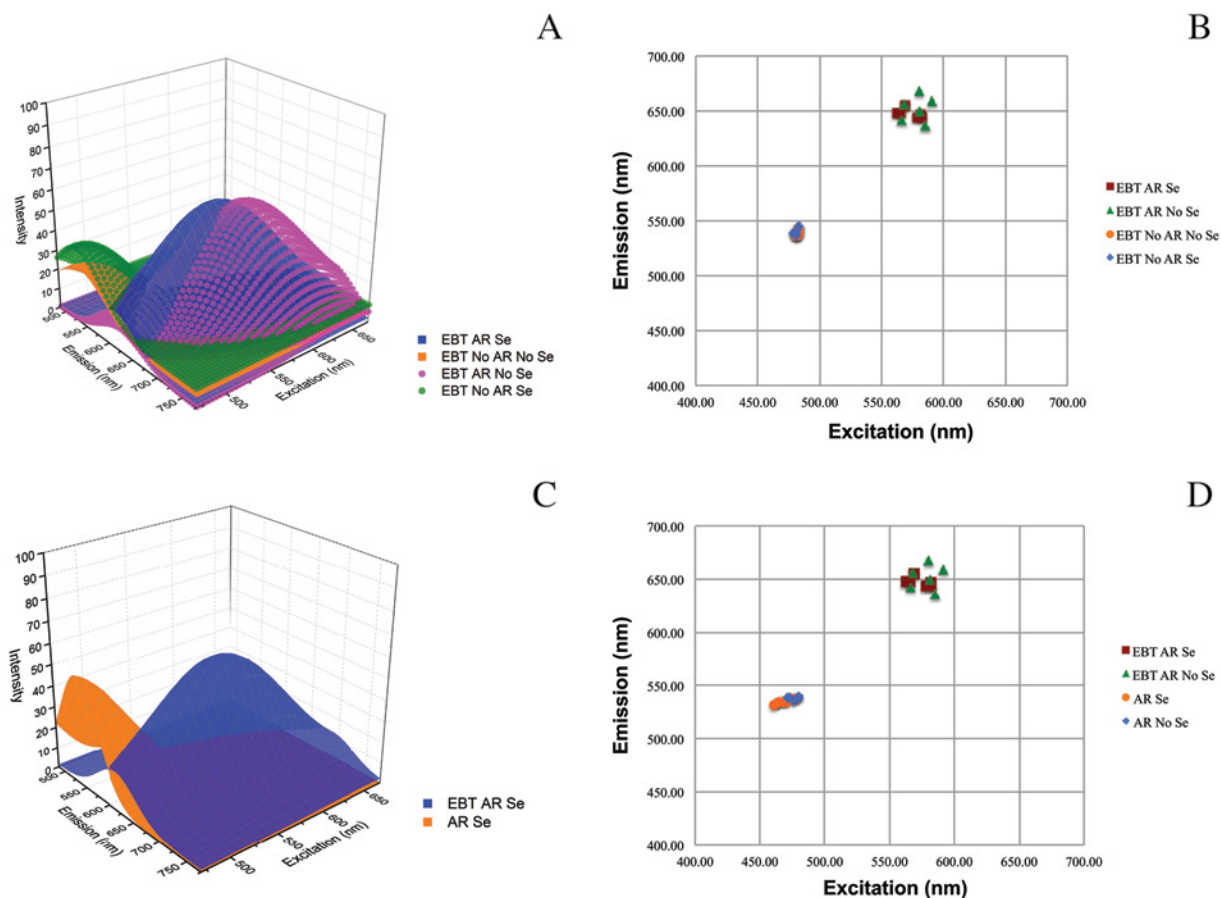 A
100
90
80
70
60
50
40
30
20
10
0
Intensity
500
550
600
650
700
750
Emission (nm)
500
550
600
650
Excitation (nm)
EBT AR Se
EBT No AR No Se
EBT AR No Se
EBT No AR Se
B
700.00
650.00
600.00
550.00
500.00
450.00
400.00
Emission (nm)
400.00 450.00 500.00 550.00 600.00 650.00 700.00
Excitation (nm)
EBT AR Se
EBT AR No Se
EBT No AR No Se
EBT No AR Se
C
100
90
80
70
60
50
40
30
20
10
0
Intensity
500
550
600
650
700
750
Emission (nm)
500
550
600
650
Excitation (nm)
EBT AR Se
AR Se
D
700.00
650.00
600.00
550.00
500.00
450.00
400.00
Emission (nm)
400.00 450.00 500.00 550.00 600.00 650.00 700.00
Excitation (nm)
EBT AR Se
EBT AR No Se
AR Se
AR No Se